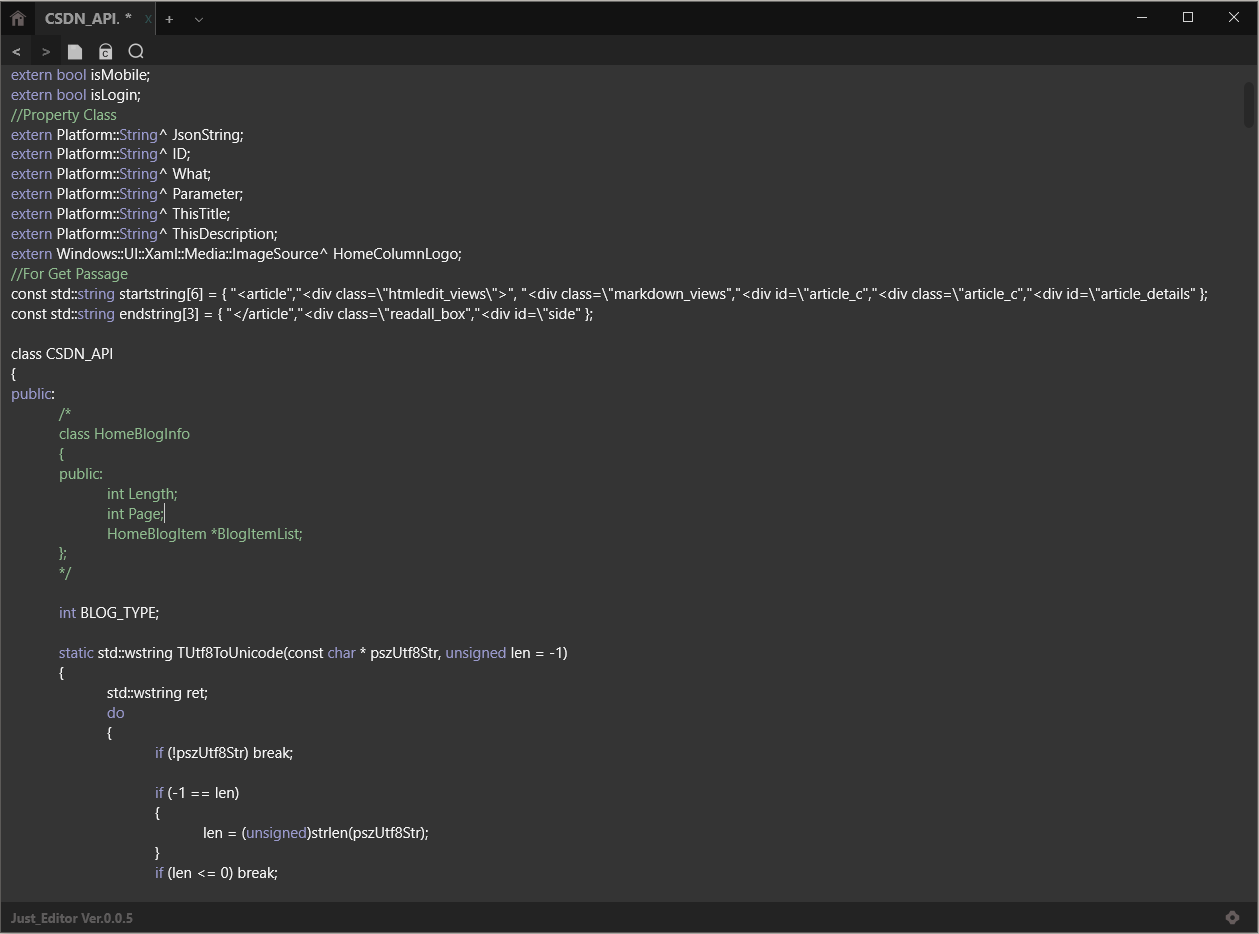 CSDN_API. * x + 
< >
extern bool isMobile;
extern bool isLogin;
//Property Class
extern Platform::String^ JsonString;
extern Platform::String^ ID;
extern Platform::String^ What;
extern Platform::String^ Parameter;
extern Platform::String^ ThisTitle;
extern Platform::String^ ThisDescription;
extern Windows::UI::Xaml::Media::ImageSource^ HomeColumnLogo;
//For Get Passage
const std::string startstring[6] = { "<article","<div class=\"htmledit_views\">", "<div class=\"markdown_views","<div id=\"article_c","<div class=\"article_c","<div id=\"article_details" };
const std::string endstring[3] = { "</article","<div class=\"readall_box","<div id=\"side" };
class CSDN_API
{
public:
/*
class HomeBlogInfo
{
public:
int Length;
int Page;
HomeBlogItem *BlogItemList;
};
*/
int BLOG_TYPE;
static std::wstring TUtf8ToUnicode(const char * pszUtf8Str, unsigned len = -1)
{
std::wstring ret;
do
{
if (!pszUtf8Str) break;
if (-1 == len)
{
len = (unsigned)strlen(pszUtf8Str);
}
if (len <= 0) break;
Just_Editor Ver.0.0.5